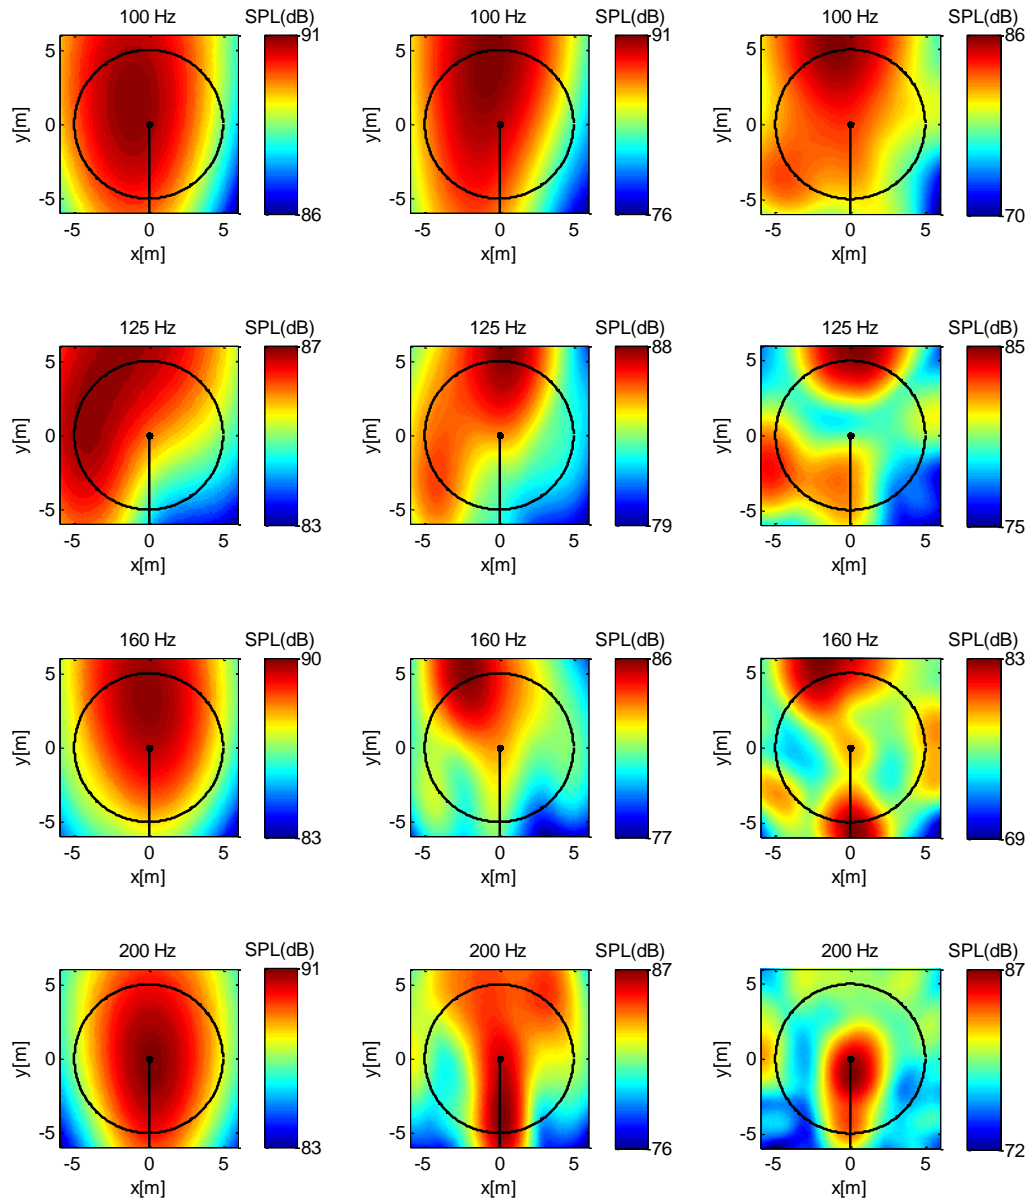 100 Hz SPL(dB) 100 Hz SPL(dB) 100 Hz SPL(dB)
5 91 5 91 5 86
y[m] 0 y[m] 0 y[m] 0
-5 86 -5 76 -5 70
-5 0 5 -5 0 5 -5 0 5
x[m] x[m] x[m]
125 Hz SPL(dB) 125 Hz SPL(dB) 125 Hz SPL(dB)
5 87 5 88 5 85
y[m] 0 y[m] 0 y[m] 0
-5 83 -5 79 -5 75
-5 0 5 -5 0 5 -5 0 5
x[m] x[m] x[m]
160 Hz SPL(dB) 160 Hz SPL(dB) 160 Hz SPL(dB)
5 90 5 86 5 83
y[m] 0 y[m] 0 y[m] 0
-5 83 -5 77 -5 69
-5 0 5 -5 0 5 -5 0 5
x[m] x[m] x[m]
200 Hz SPL(dB) 200 Hz SPL(dB) 200 Hz SPL(dB)
5 91 5 87 5 87
y[m] 0 y[m] 0 y[m] 0
-5 83 -5 76 -5 72
-5 0 5 -5 0 5 -5 0 5
x[m] x[m] x[m]